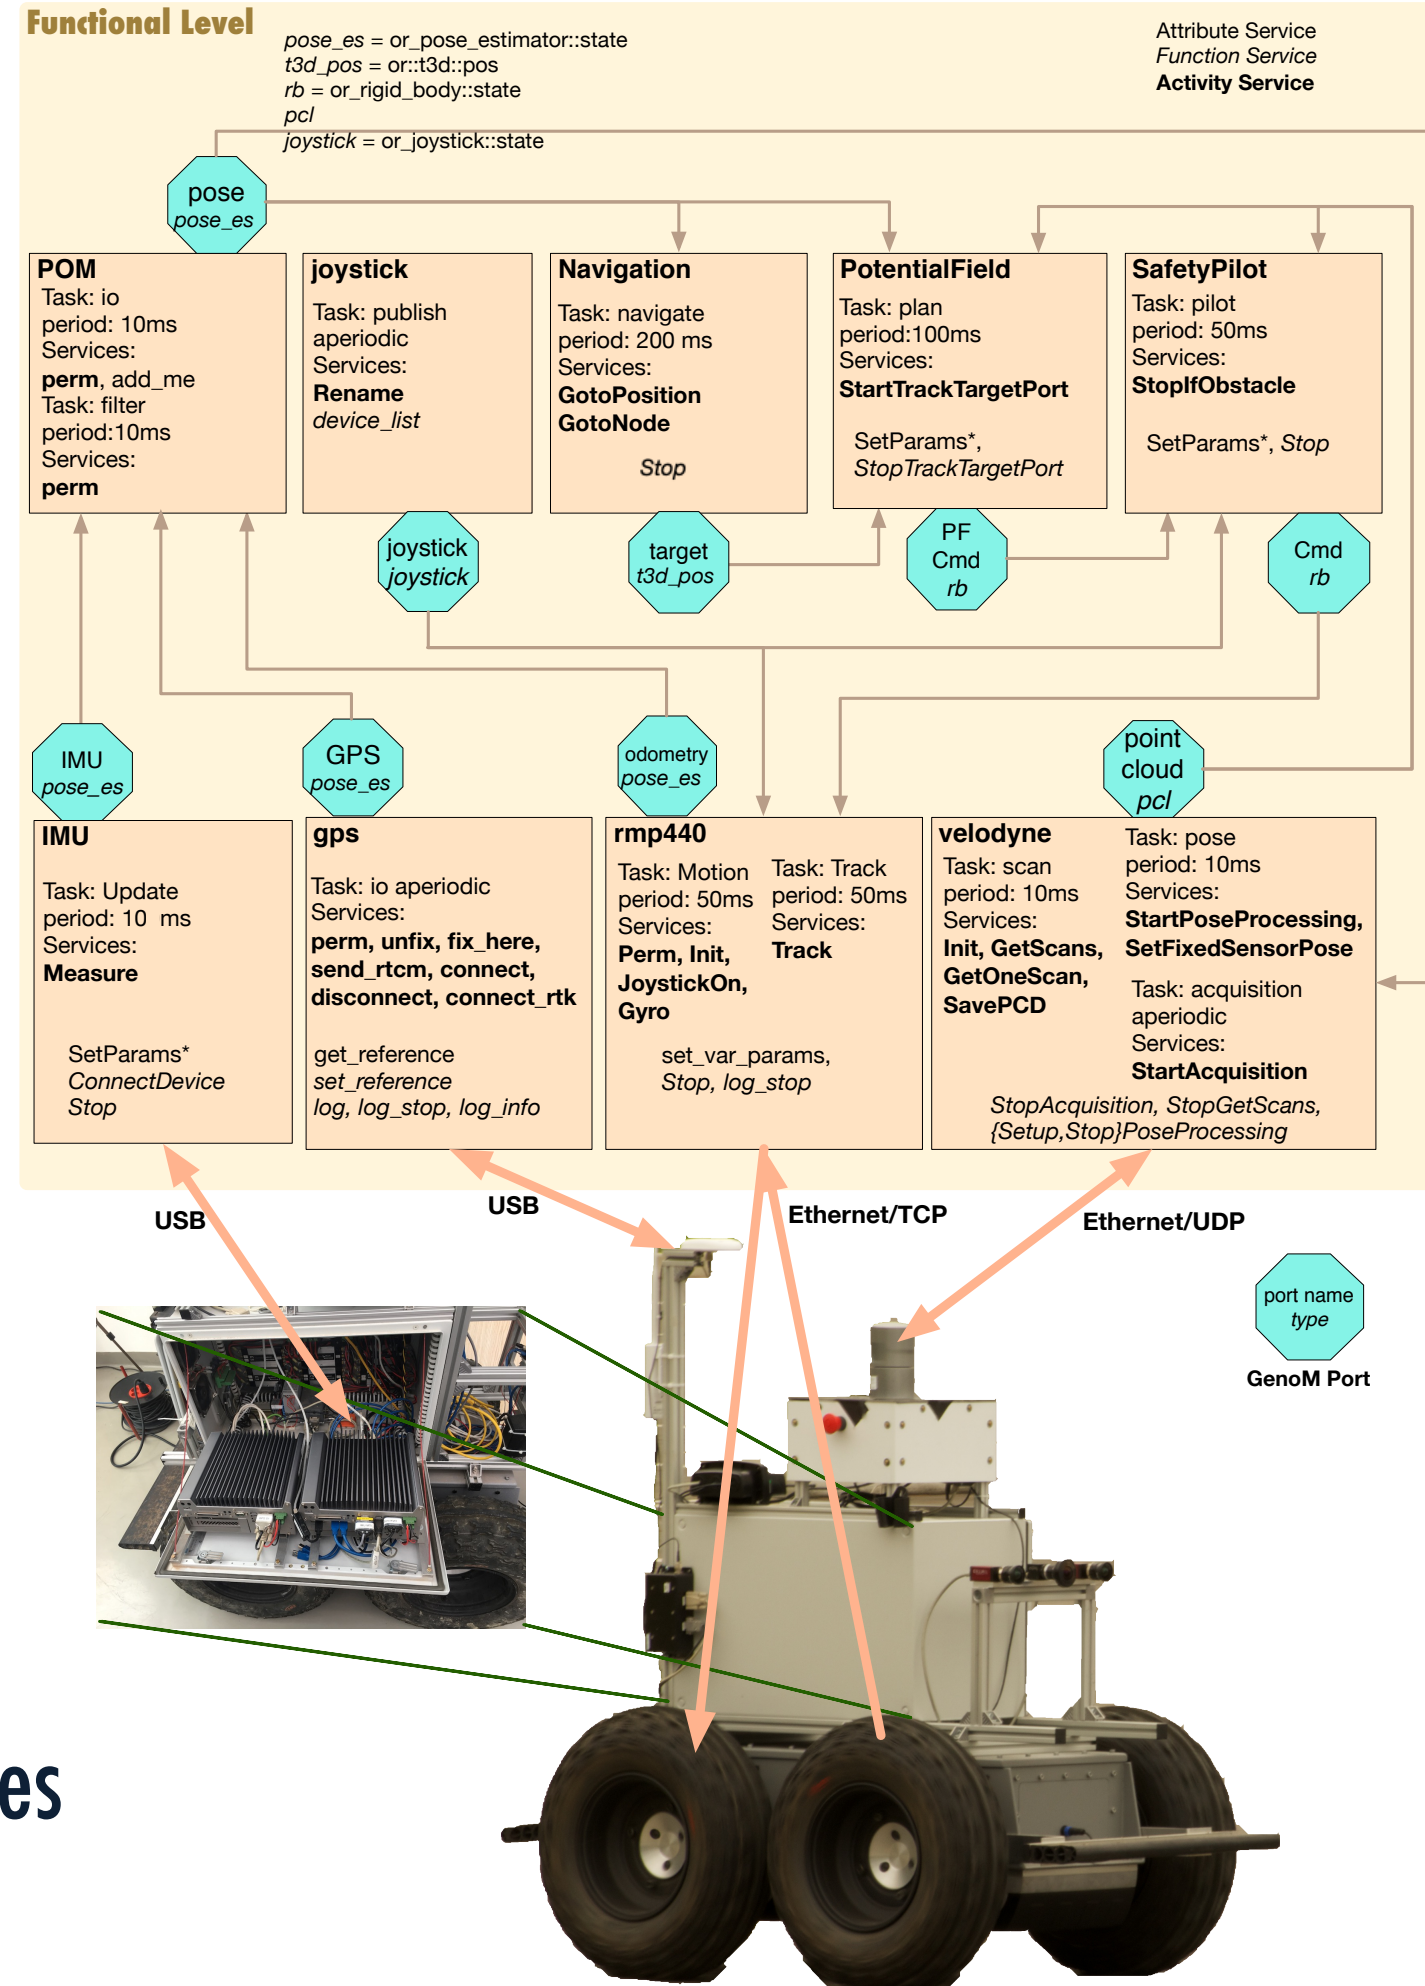 Functional Level
pose_es = or_pose_estimator::state
t3d_pos = or::t3d::pos
rb = or_rigid_body::state
pcl
joystick = or_joystick::state
Attribute Service
Function Service
Activity Service
pose
pose_es
POM
Task: io
period: 10ms
Services:
perm, add_me
Task: filter
period:10ms
Services:
perm
joystick
Task: publish
aperiodic
Services:
Rename
device_list
Navigation
Task: navigate
period: 200 ms
Services:
GotoPosition
GotoNode
Stop
PotentialField
Task: plan
period:100ms
Services:
StartTrackTargetPort
SetParams*,
StopTrackTargetPort
SafetyPilot
Task: pilot
period: 50ms
Services:
StopIfObstacle
SetParams*, Stop
joystick
joystick
target
t3d_pos
PF
Cmd
rb
Cmd
rb
IMU
pose_es
GPS
pose_es
odometry
pose_es
point
cloud
pcl
IMU
Task: Update
period: 10 ms
Services:
Measure
SetParams*
ConnectDevice
Stop
gps
Task: io aperiodic
Services:
perm, unfix, fix_here,
send_rtcm, connect,
disconnect, connect_rtk
get_reference
set_reference
log, log_stop, log_info
rmp440
Task: Motion
period: 50ms
Services:
Perm, Init,
JoystickOn,
Gyro
Task: Track
period: 50ms
Services:
Track
set_var_params,
Stop, log_stop
velodyne
Task: scan
period: 10ms
Services:
Init, GetScans,
GetOneScan,
SavePCD
Task: pose
period: 10ms
Services:
StartPoseProcessing,
SetFixedSensorPose
Task: acquisition
aperiodic
Services:
StartAcquisition
StopAcquisition, StopGetScans,
{Setup,Stop}PoseProcessing
USB
USB
Ethernet/TCP
Ethernet/UDP
port name
type
GenoM Port
es